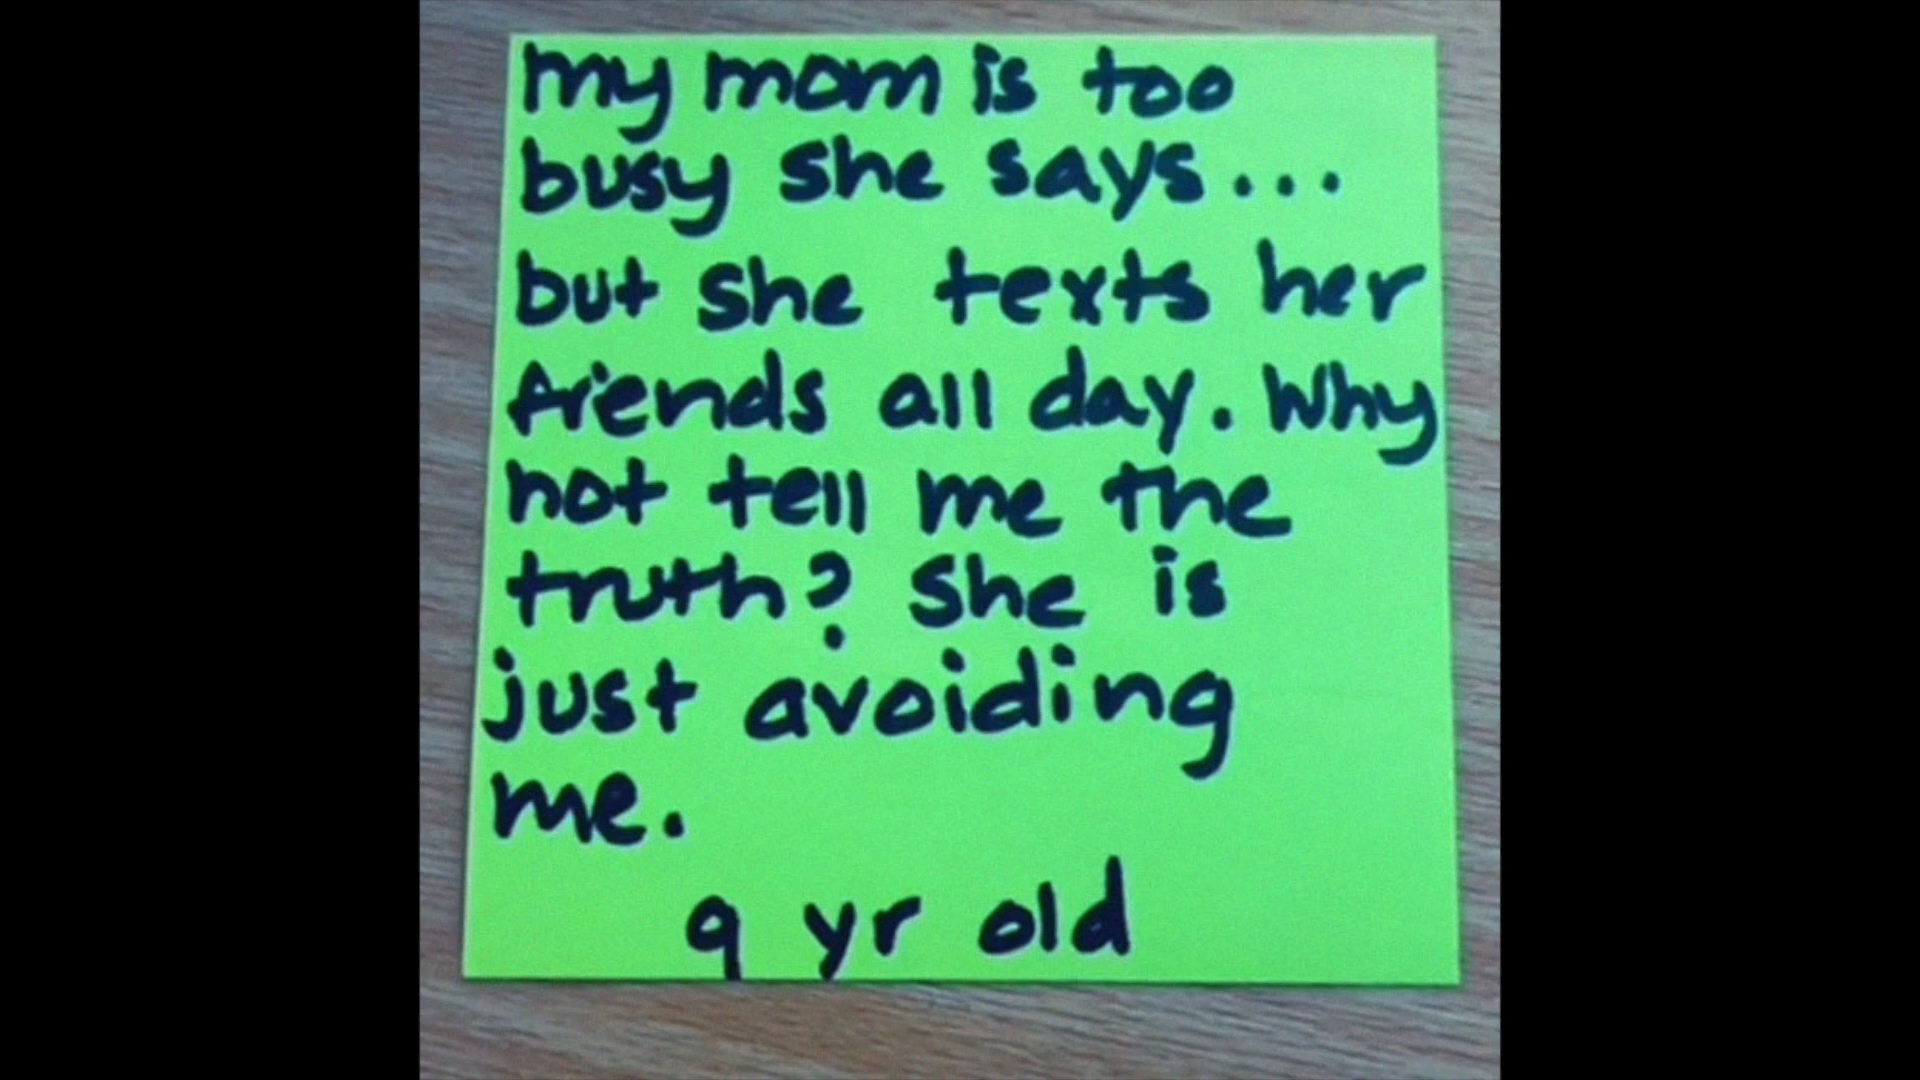 my mom is too
busy she says...
but she texts her
friends all day. Why
not tell me the
truth? She is
just avoiding
me.
9 yr old